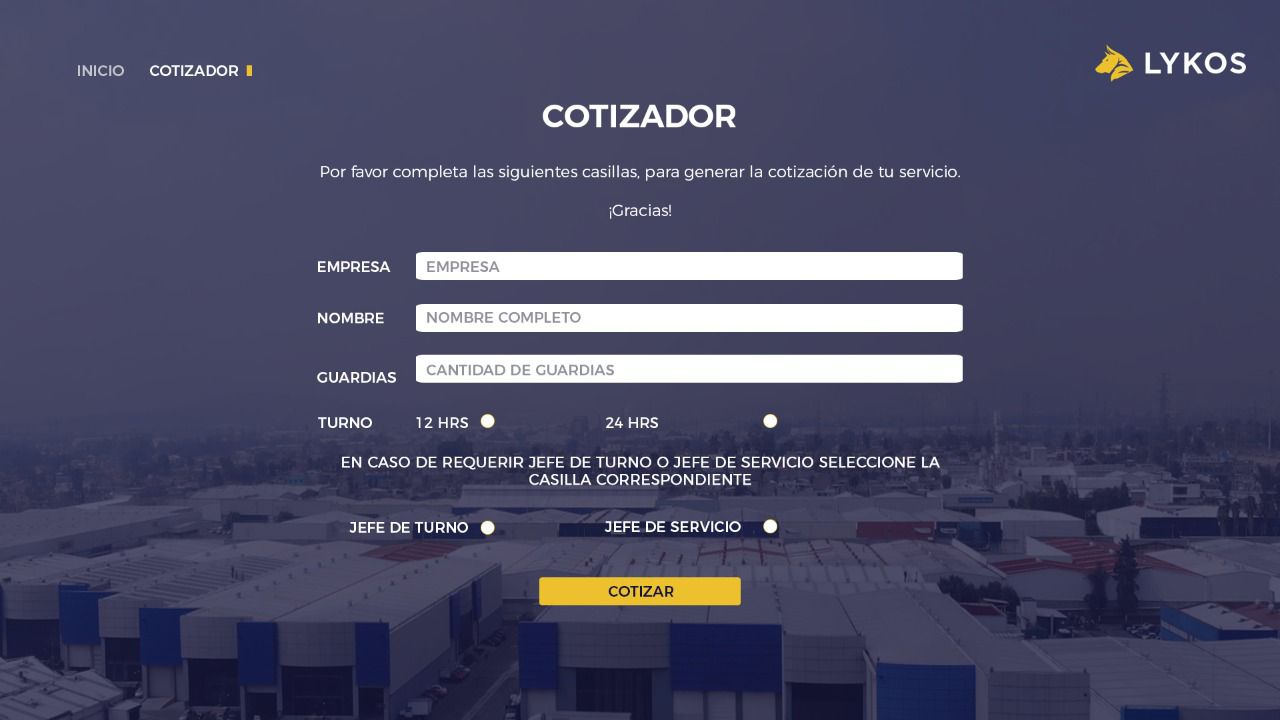 INICIO COTIZADOR
LYKOS
COTIZADOR
Por favor completa las siguientes casillas, para generar la cotización de tu servicio.
¡Gracias!
EMPRESA EMPRESA
NOMBRE NOMBRE COMPLETO
GUARDIAS CANTIDAD DE GUARDIAS
TURNO 12 HRS 24 HRS
EN CASO DE REQUERIR JEFE DE TURNO O JEFE DE SERVICIO SELECCIONE LA
CASILLA CORRESPONDIENTE
JEFE DE TURNO JEFE DE SERVICIO
COTIZAR